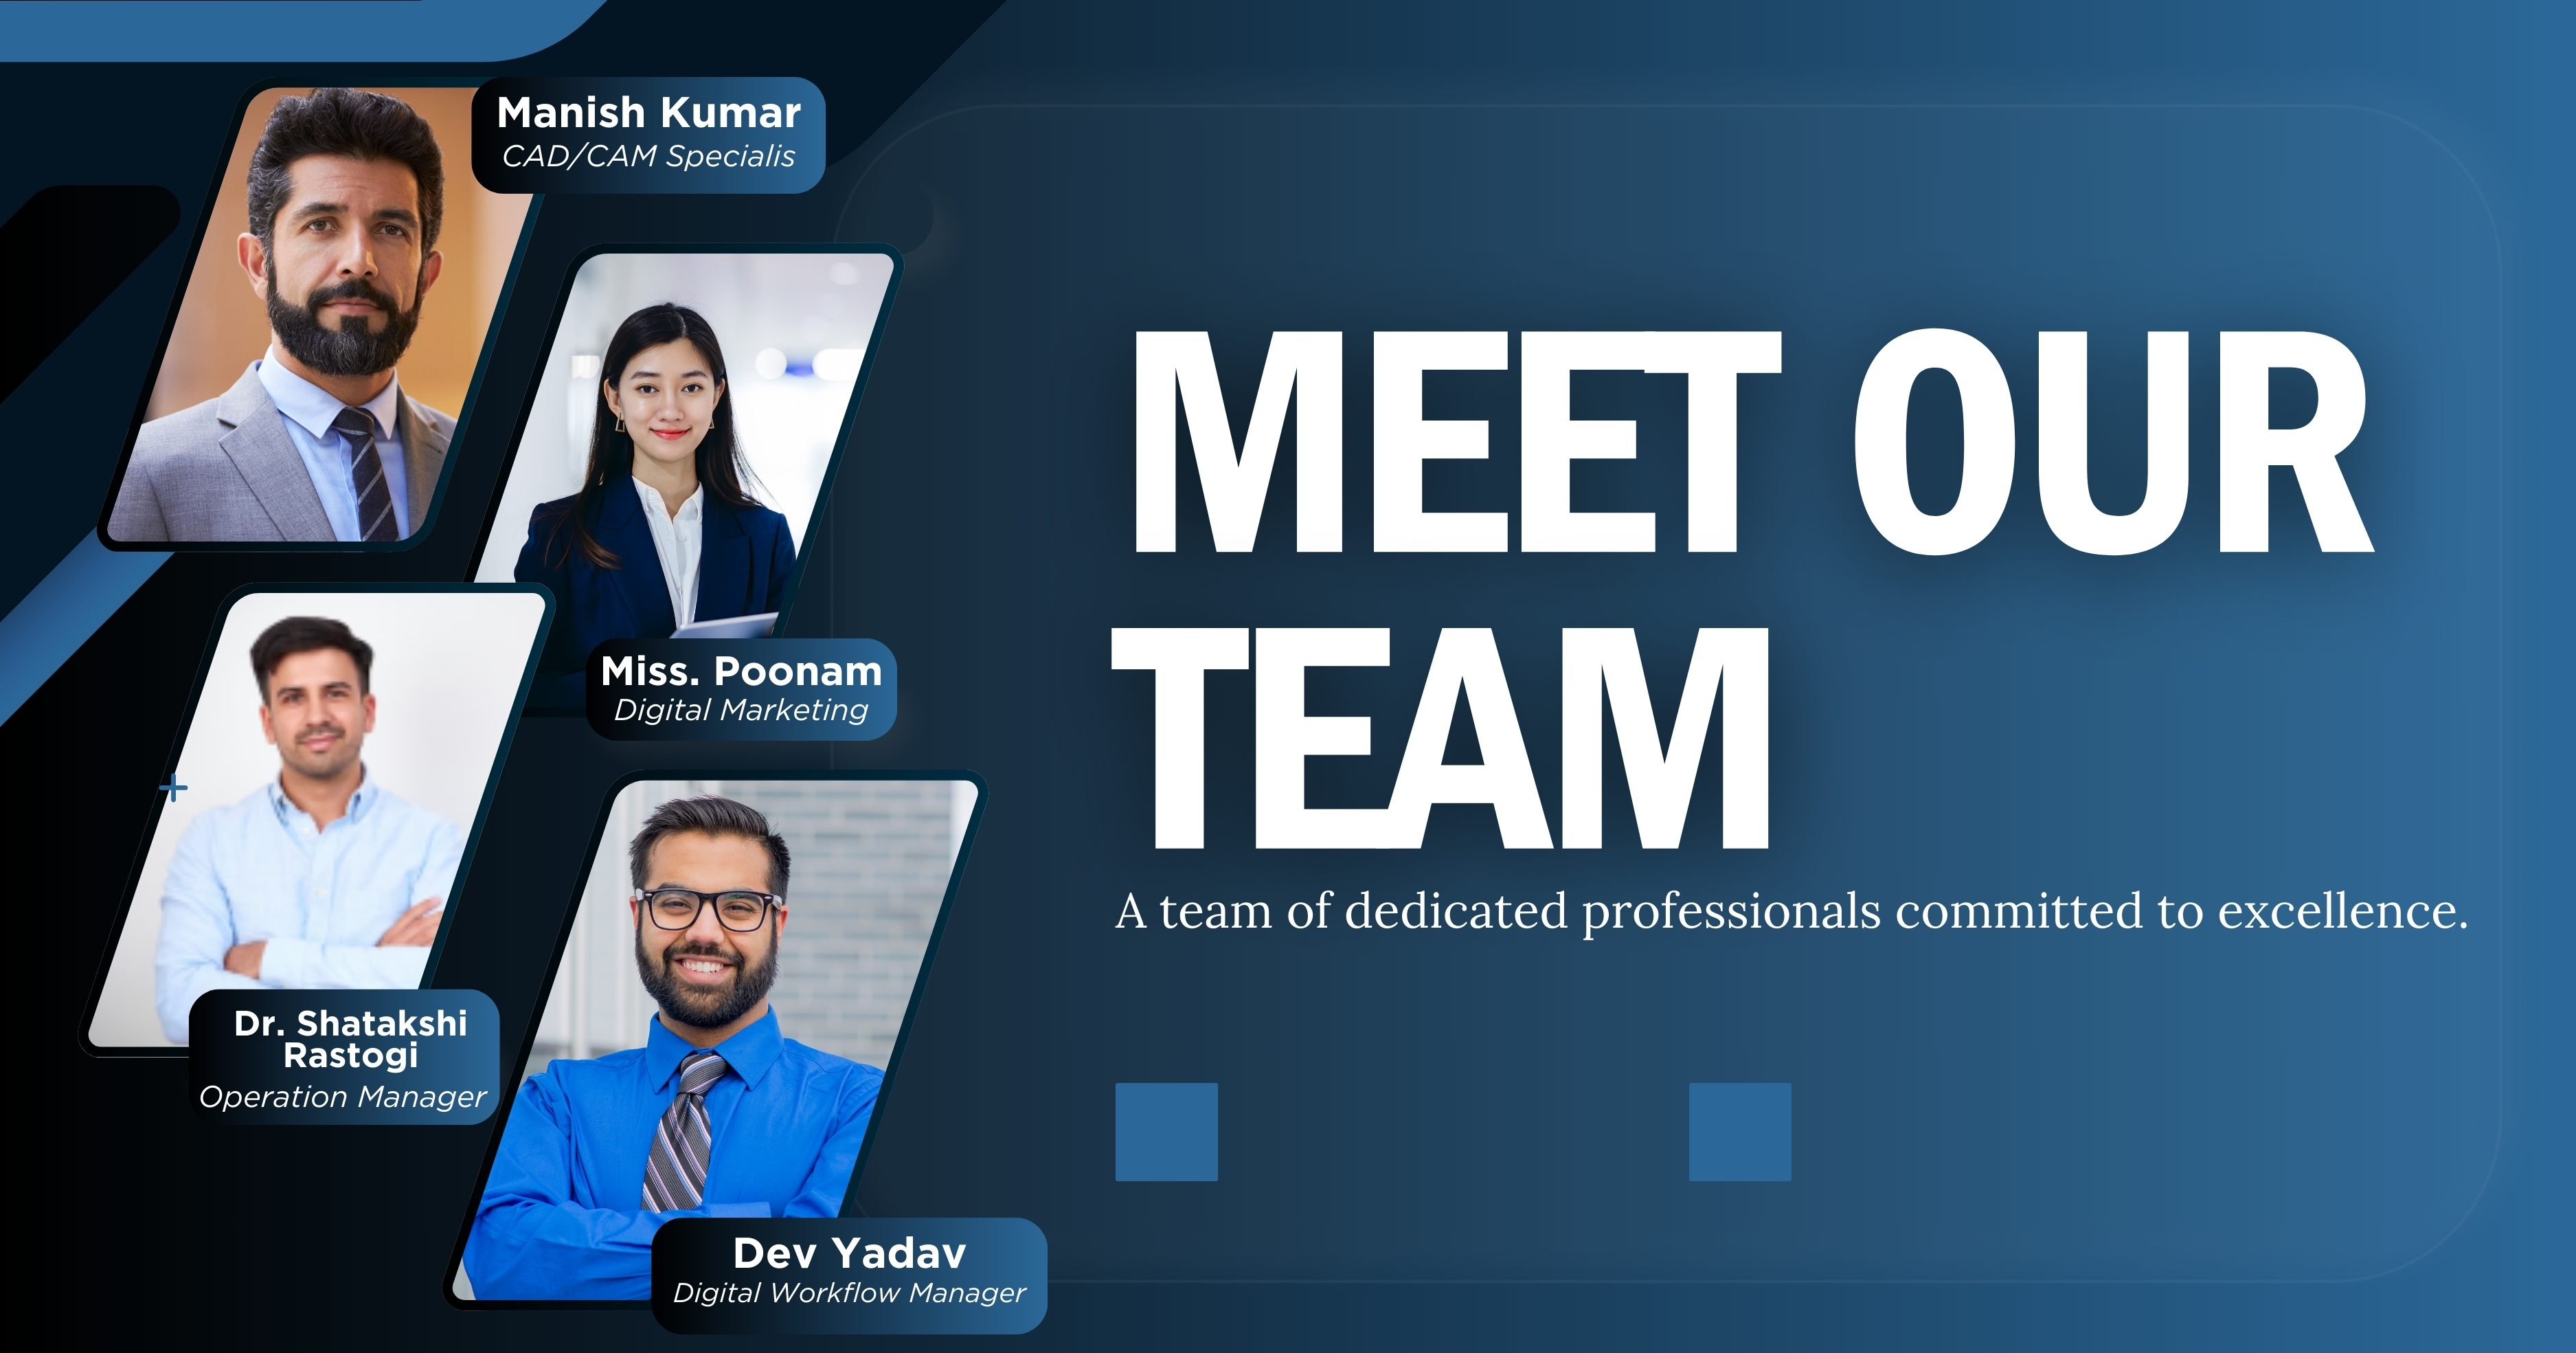 Manish Kumar
CAD/CAM Specialis
Miss. Poonam
Digital Marketing
Dr. Shatakshi
Rastogi
Operation Manager
Dev Yadav
Digital Workflow Manager
MEET OUR
TEAM
A team of dedicated professionals committed to excellence.